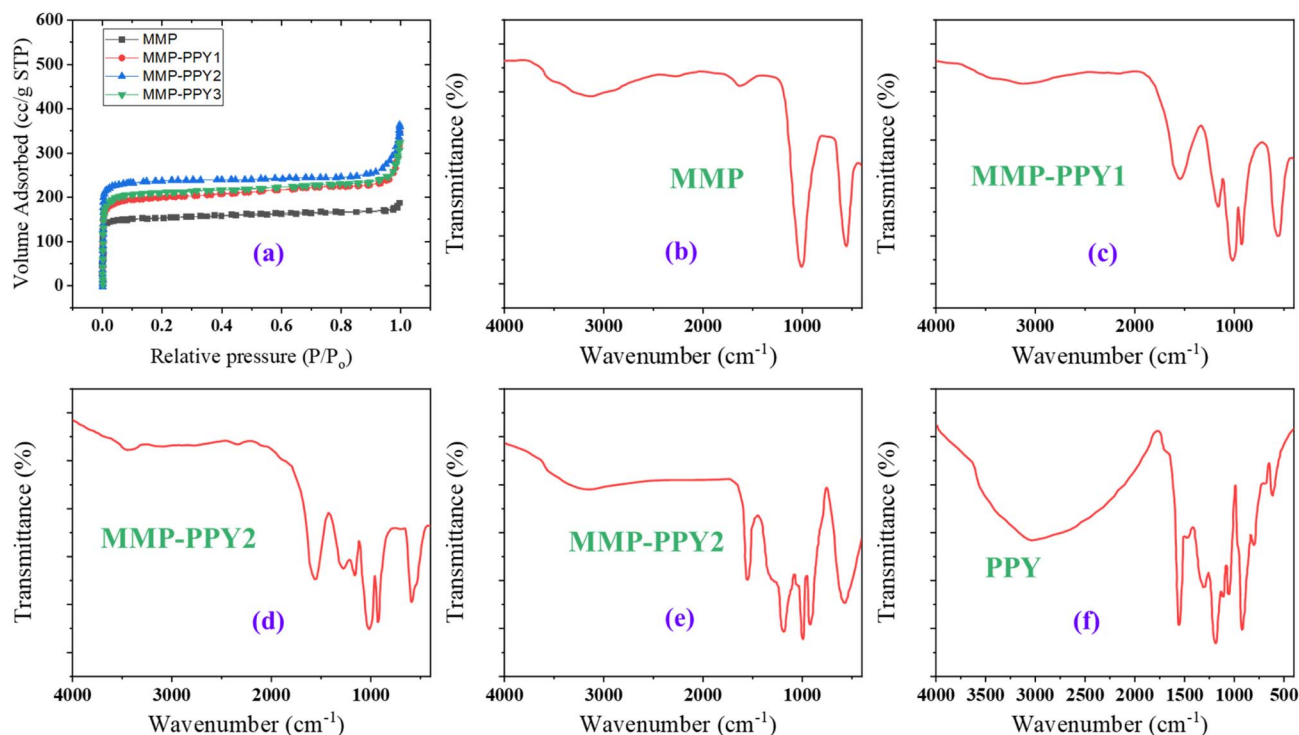 600
500
400
300
200
100
0
Volume Adsorbed (cc/g STP)
MMP
MMP-PPY1
MMP-PPY2
MMP-PPY3
(a)
0.0 0.2 0.4 0.6 0.8 1.0
Relative pressure (P/Po)
Transmittance (%)
MMP
(b)
4000 3000 2000 1000
Wavenumber (cm-1)
Transmittance (%)
MMP-PPY1
(c)
4000 3000 2000 1000
Wavenumber (cm-1)
Transmittance (%)
MMP-PPY2
(d)
4000 3000 2000 1000
Wavenumber (cm-1)
Transmittance (%)
MMP-PPY2
(e)
4000 3000 2000 1000
Wavenumber (cm-1)
Transmittance (%)
PPY
(f)
4000 3500 3000 2500 2000 1500 1000 500
Wavenumber (cm-1)